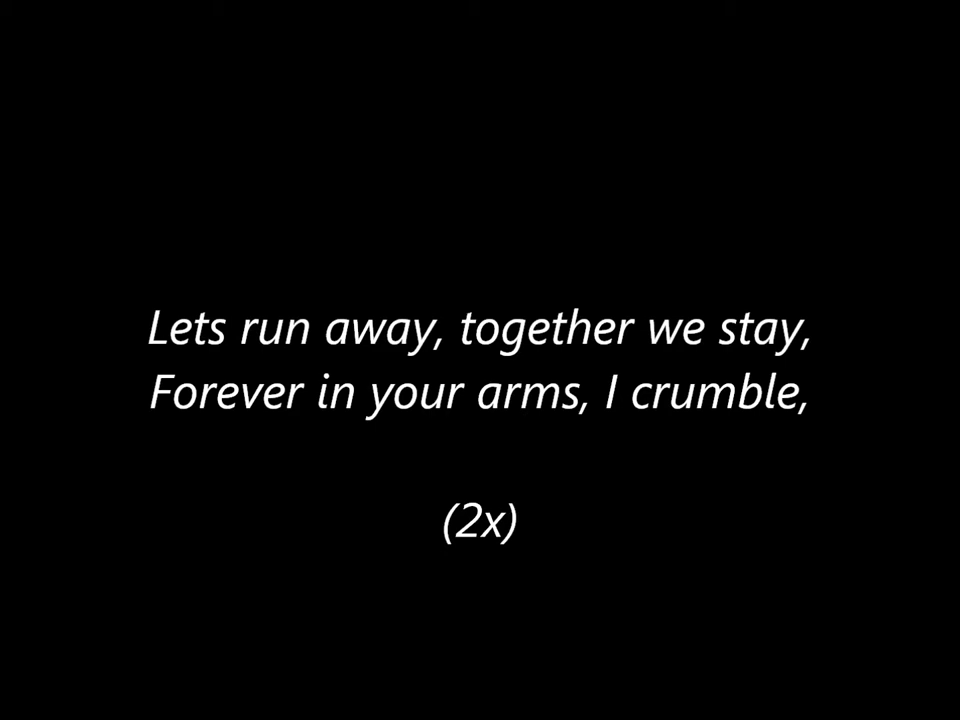 Lets run away, together we stay,
Forever in your arms, I crumble,
(2x)